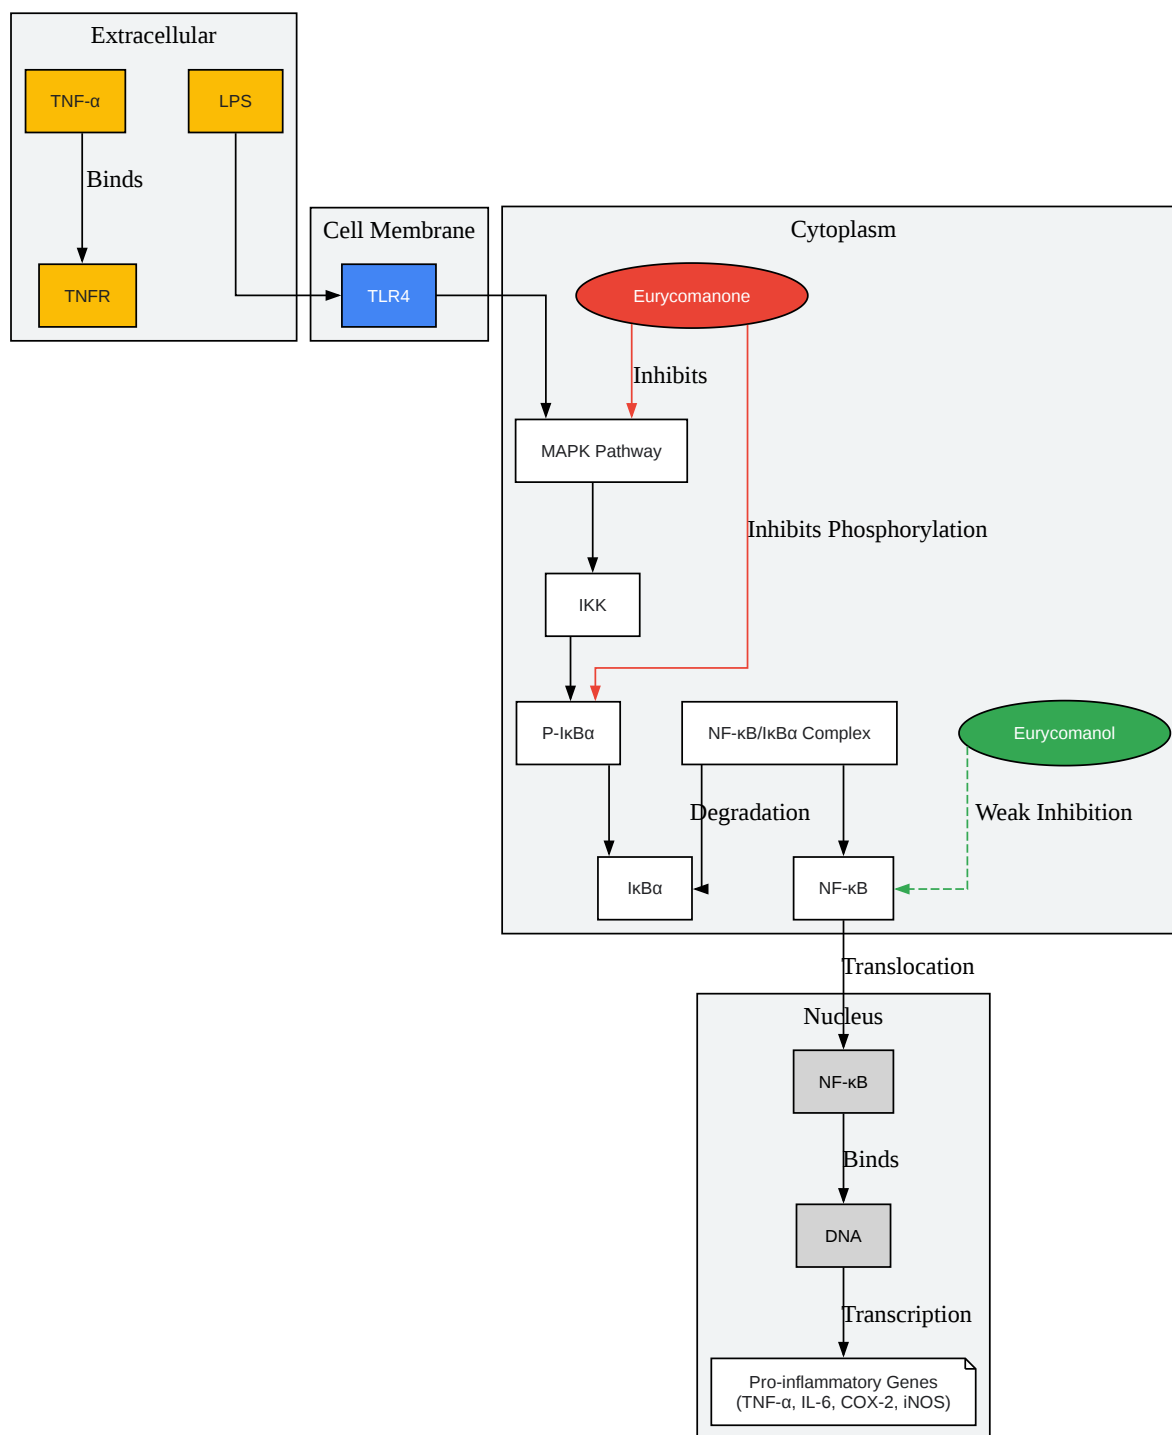 Extracellular
TNF-α
LPS
Binds
TNFR
Cell Membrane
TLR4
Cytoplasm
Eurycomanone
Inhibits
MAPK Pathway
Inhibits Phosphorylation
IKK
P-IκBα
NF-κB/IκBα Complex
Eurycomanol
Degradation
Weak Inhibition
IκBα
NF-κB
Translocation
Nucleus
NF-κB
Binds
DNA
Transcription
Pro-inflammatory Genes
(TNF-α, IL-6, COX-2, iNOS)